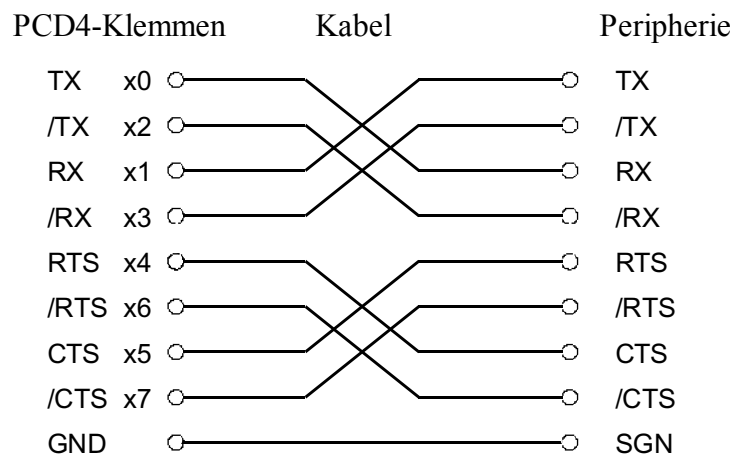 PCD4-Klemmen Kabel Peripherie
TX x0 TX
/TX x2 /TX
RX x1 RX
/RX x3 /RX
RTS x4 RTS
/RTS x6 /RTS
CTS x5 CTS
/CTS x7 /CTS
GND SGN